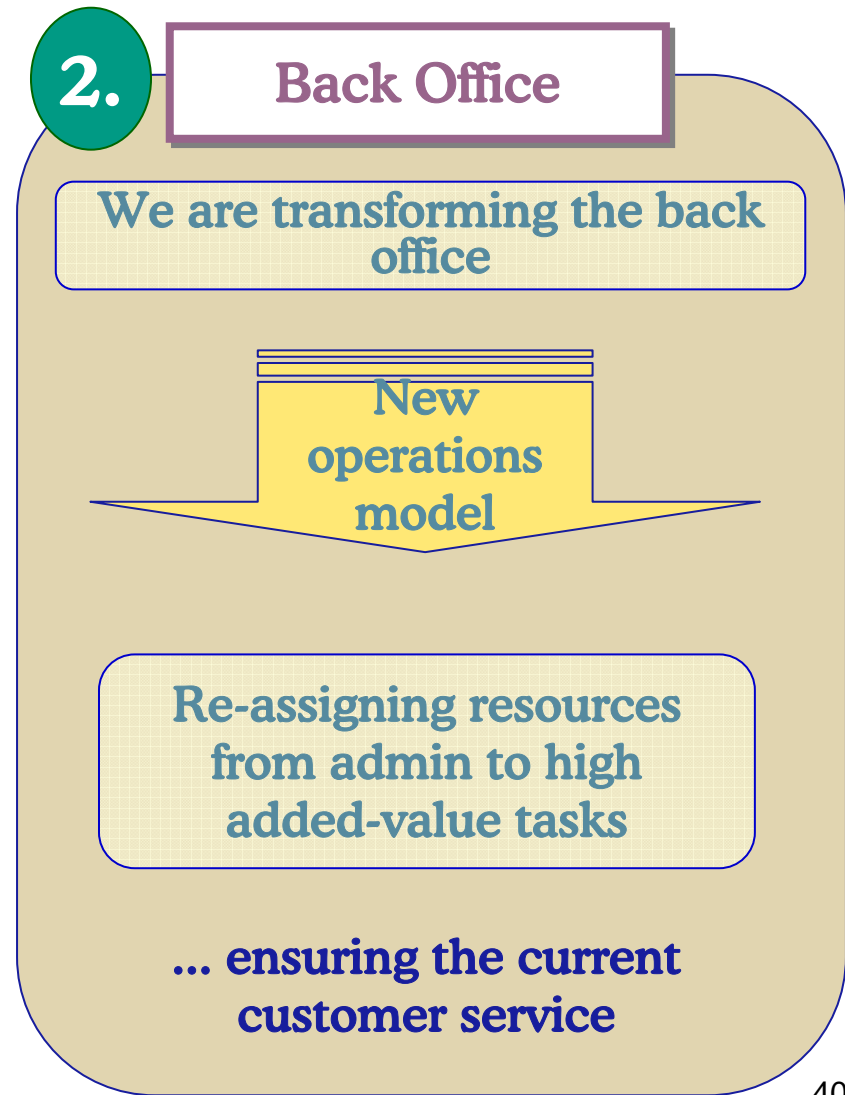 2.
Back Office
We are transforming the back
office
New
operations
model
Re-assigning resources
from admin to high
added-value tasks
... ensuring the current
customer service
40